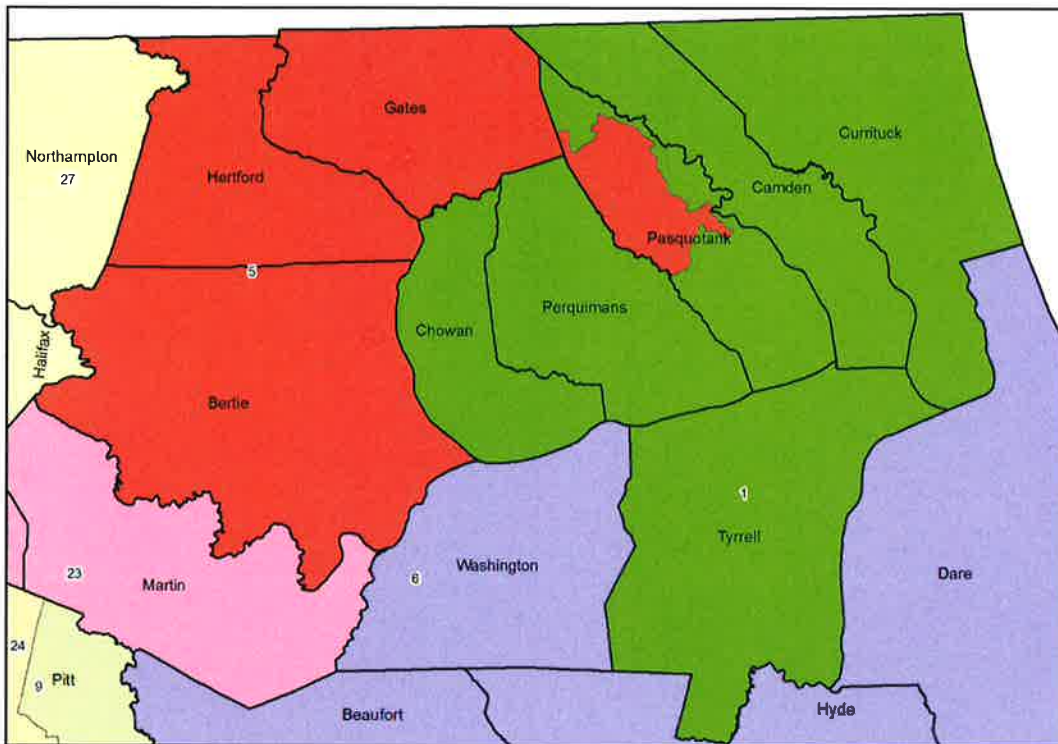 Gates
Currituck
Northampton
27
Hertford
Camden
Pasquotank
5
Perquimans
Chowan
Halifax
Bertie
1
Tyrrell
Washington
Dare
6
23
Martin
24
Pitt
9
Beaufort
Hyde